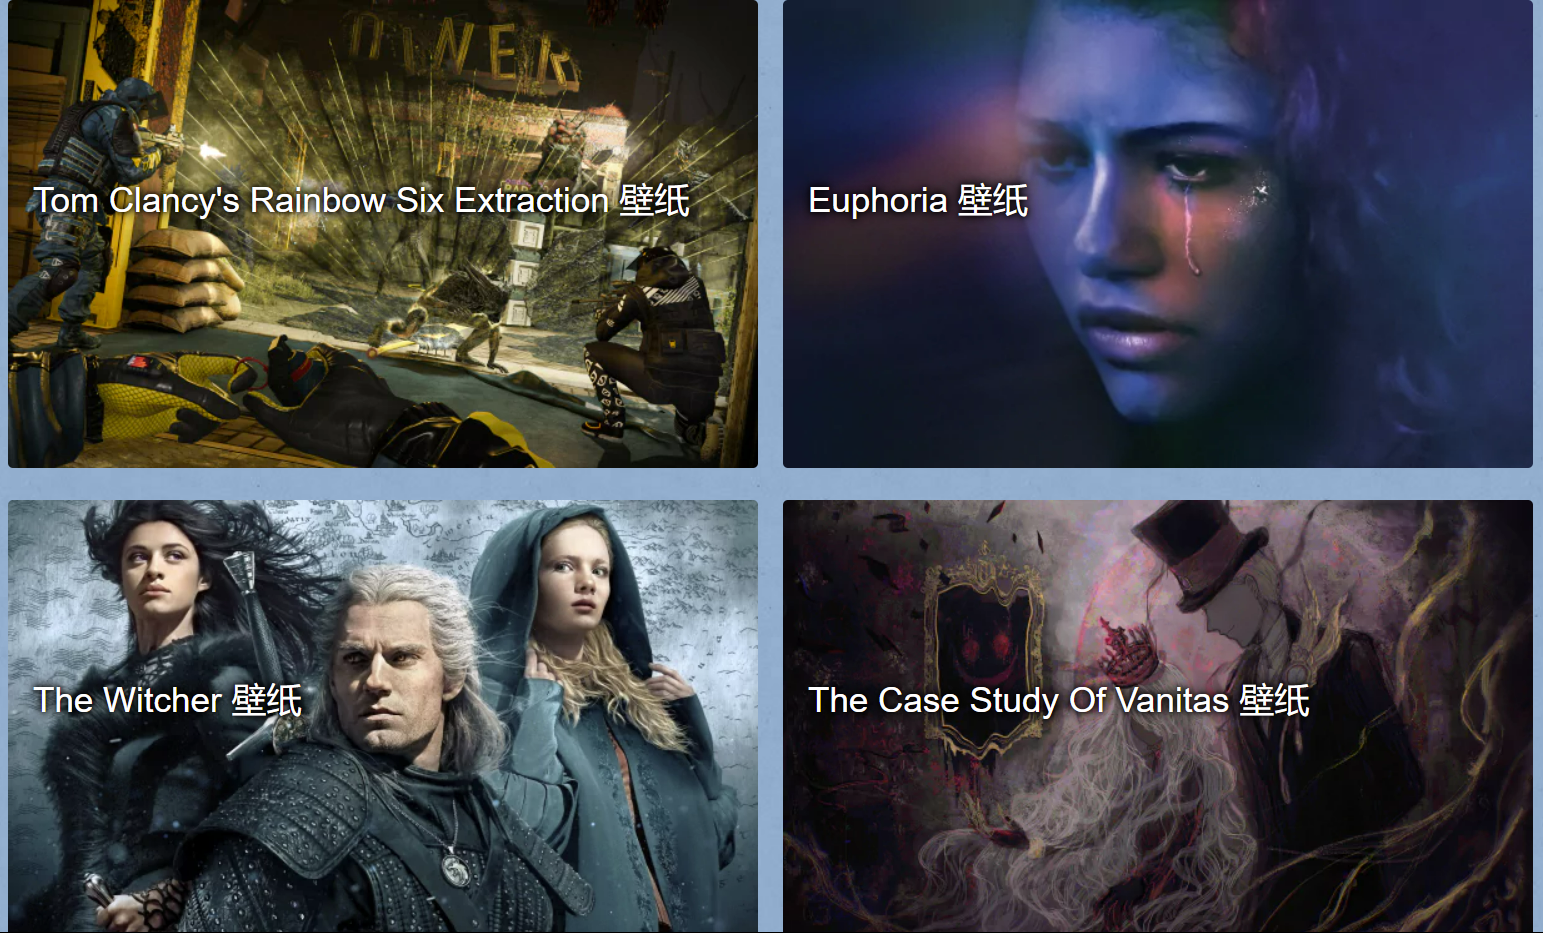 DINER
Tom Clancy's Rainbow Six Extraction 壁纸
Euphoria 壁纸
The Witcher 壁纸
The Case Study Of Vanitas 壁纸